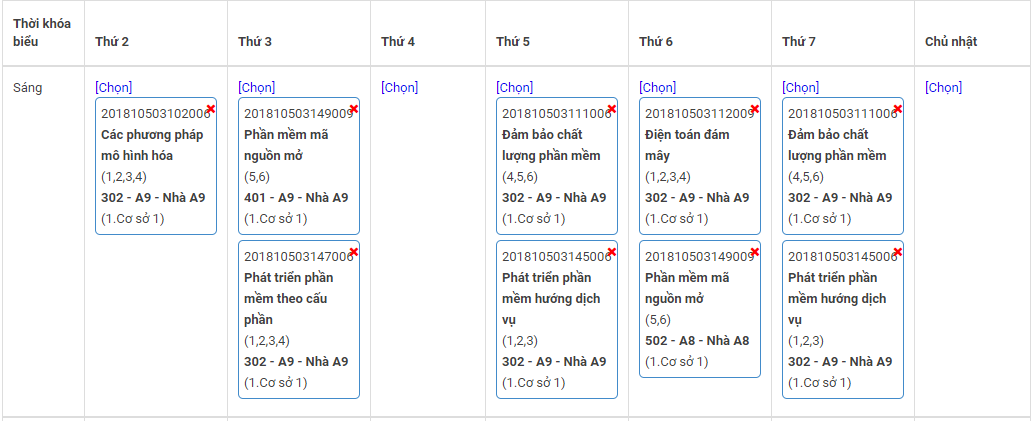 Thời khóa
biểu
Thứ 2
Thứ 3
Thứ 4
Thứ 5
Thứ 6
Thứ 7
Chủ nhật
Sáng
[Chọn]
201810503102006
Các phương pháp
mô hình hóa
(1,2,3,4)
302 - A9 - Nhà A9
(1.Cơ sở 1)
[Chọn]
201810503149009
Phần mềm mã
nguồn mở
(5,6)
401 - A9 - Nhà A9
(1.Cơ sở 1)
201810503147006
Phát triển phần
mềm theo cấu
phần
(1,2,3,4)
302 - A9 - Nhà A9
(1.Cơ sở 1)
[Chọn]
[Chọn]
201810503111006
Đảm bảo chất
lượng phần mềm
(4,5,6)
302 - A9 - Nhà A9
(1.Cơ sở 1)
201810503145006
Phát triển phần
mềm hướng dịch
vụ
(1,2,3)
302 - A9 - Nhà A9
(1.Cơ sở 1)
[Chọn]
201810503112009
Điện toán đám
mây
(1,2,3,4)
302 - A9 - Nhà A9
(1.Cơ sở 1)
201810503149009
Phần mềm mã
nguồn mở
(5,6)
502 - A8 - Nhà A8
(1.Cơ sở 1)
[Chọn]
201810503111006
Đảm bảo chất
lượng phần mềm
(4,5,6)
302 - A9 - Nhà A9
(1.Cơ sở 1)
201810503145006
Phát triển phần
mềm hướng dịch
vụ
(1,2,3)
302 - A9 - Nhà A9
(1.Cơ sở 1)
[Chọn]